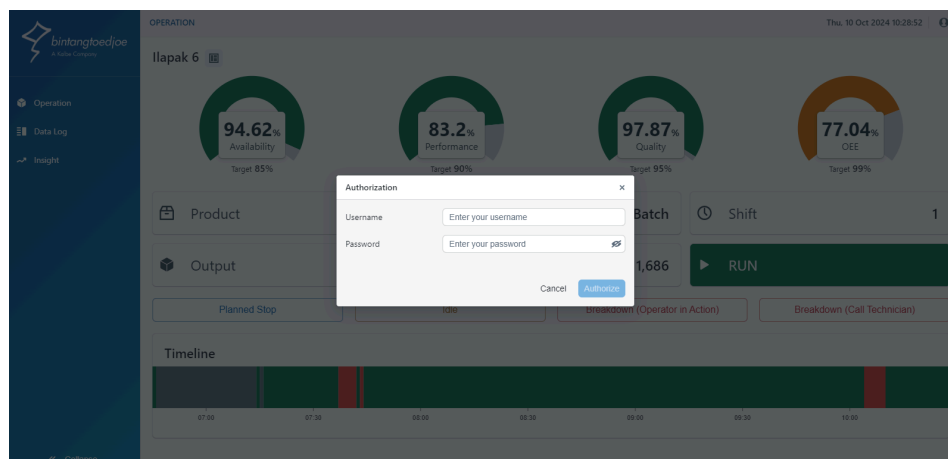 bintangtoedjoe
A Kalbe Company
Operation
Data Log
Insight
OPERATION
Thu, 10 Oct 2024 10:28:52
Ilapak 6
94.62%
Availability
Target 85%
83.2%
Performance
Target 90%
97.87%
Quality
Target 95%
77.04%
OEE
Target 99%
Authorization ×
Username Enter your username
Password Enter your password
Cancel Authorize
Product
Batch
Shift 1
Output
1,686
RUN
Planned Stop
Idle
Breakdown (Operator in Action)
Breakdown (Call Technician)
Timeline
07:00 07:30 08:00 08:30 09:00 09:30 10:00